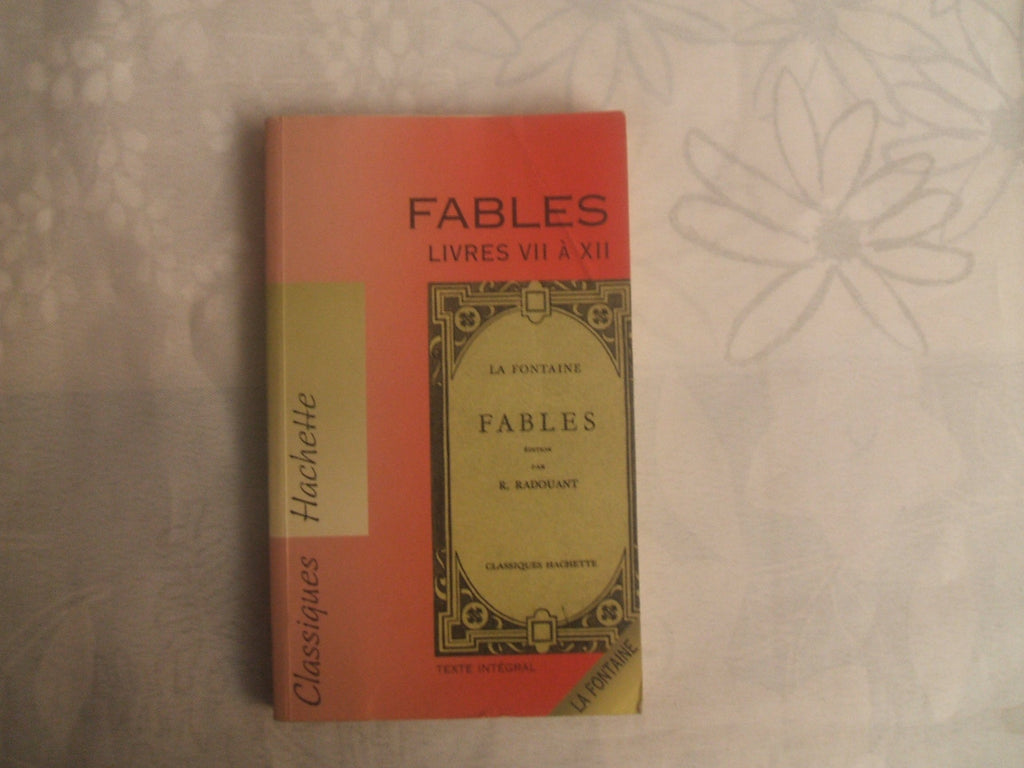 FABLES
LIVRES VII À XII
LA FONTAINE
FABLES
ÉDITION
PAR
R. RADOUANT
CLASSIQUES HACHETTE
TEXTE INTÉGRAL
LA FONTAINE
Classiques Hachette